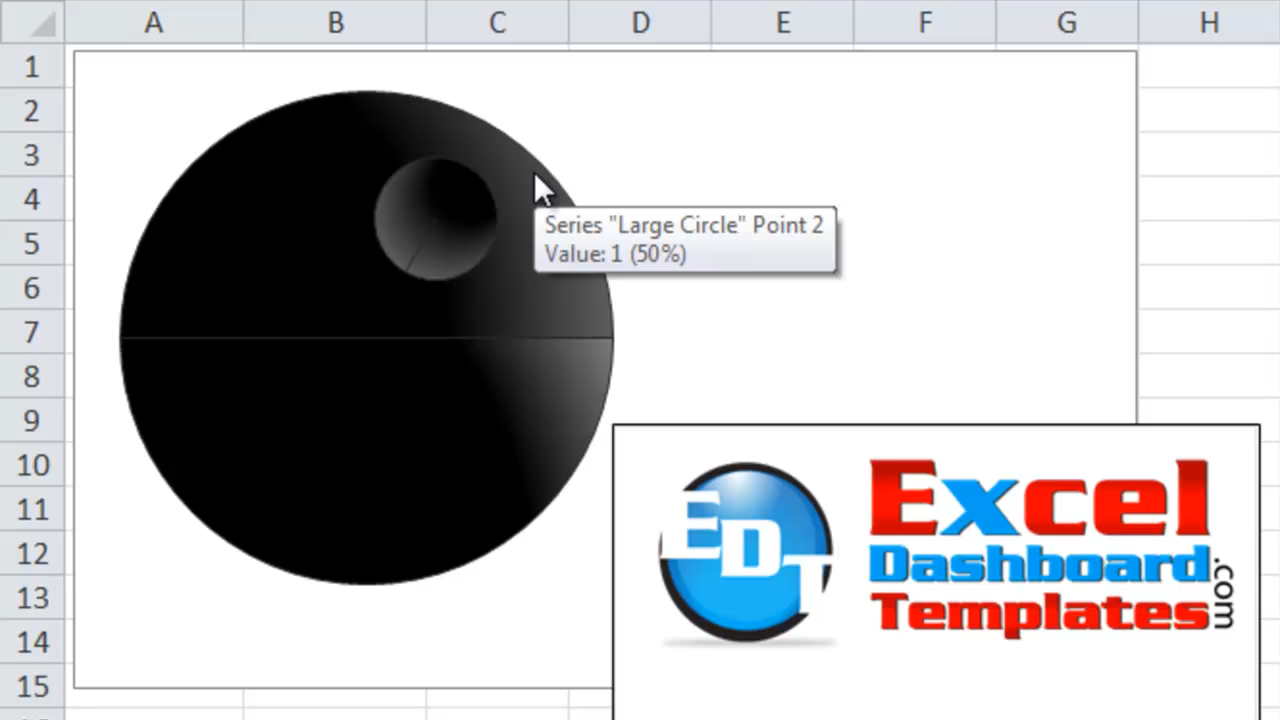 A B C D E F G H
1
2
3
4
5
6
7
8
9
10
11
12
13
14
15
Series "Large Circle" Point 2
Value: 1 (50%)
EDT
Excel
Dashboard
Templates
.com